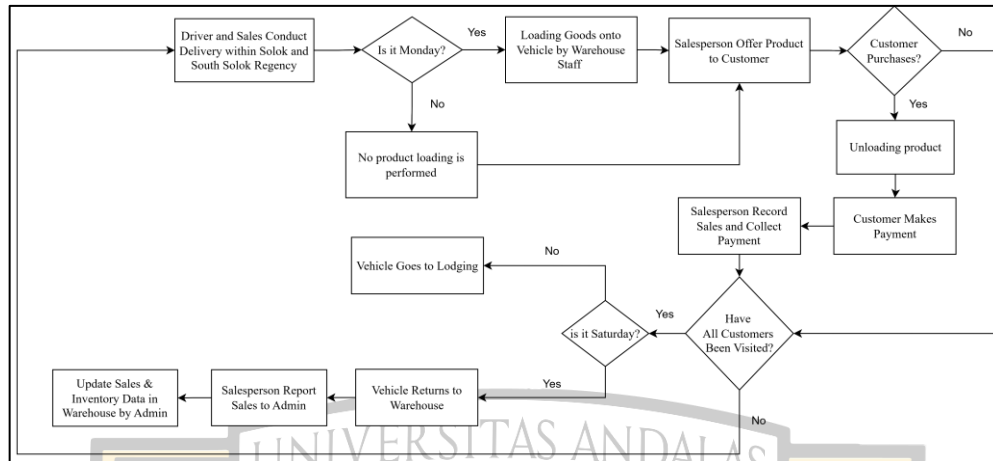 Driver and Sales Conduct
Delivery within Solok and
South Solok Regency
Is it Monday?
Yes
Loading Goods onto
Vehicle by Warehouse
Staff
Salesperson Offer Product
to Customer
Customer
Purchases?
No
No
Yes
No product loading is
performed
Unloading product
Salesperson Record
Sales and Collect
Payment
Customer Makes
Payment
Vehicle Goes to Lodging
No
Have
All Customers
Been Visited?
Yes
is it Saturday?
Yes
Update Sales &
Inventory Data in
Warehouse by Admin
Salesperson Report
Sales to Admin
Vehicle Returns to
Warehouse
No
UNIVERSITAS ANDALAS